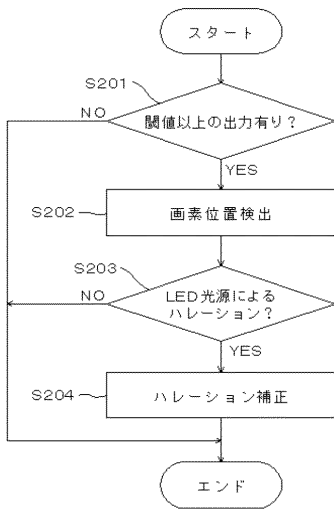 スタート
S201
NO
閾値以上の出力有り？
YES
S202
画素位置検出
S203
NO
LED光源による
ハレーション？
YES
S204
ハレーション補正
エンド